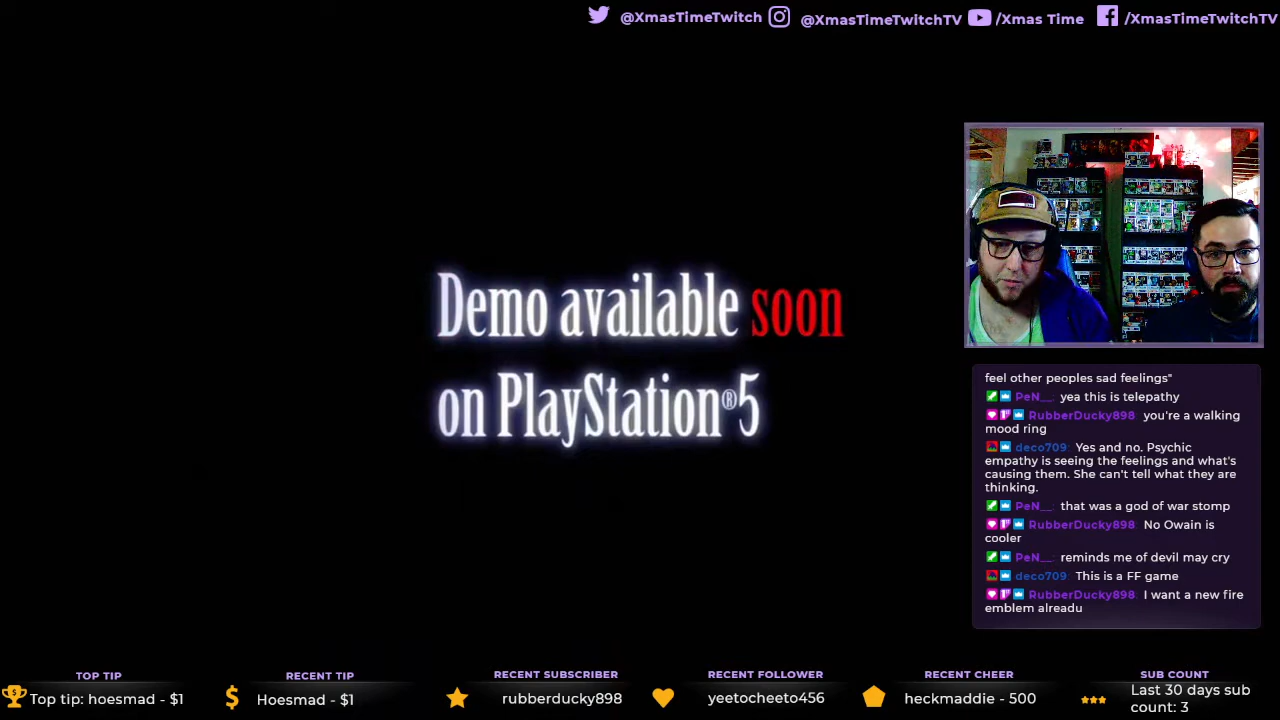 @XmasTimeTwitch @XmasTimeTwitchTV /Xmas Time /XmasTimeTwitchTV
Demo available soon
on PlayStation®5
feel other peoples sad feelings"
PeN__: yea this is telepathy
RubberDucky898: you're a walking
mood ring
deco709: Yes and no. Psychic
empathy is seeing the feelings and what's
causing them. She can't tell what they are
thinking.
PeN__: that was a god of war stomp
RubberDucky898: No Owain is
cooler
PeN__: reminds me of devil may cry
deco709: This is a FF game
RubberDucky898: I want a new fire
emblem alreadu
TOP TIP
Top tip: hoesmad - $1
RECENT TIP
Hoesmad - $1
RECENT SUBSCRIBER
rubberducky898
RECENT FOLLOWER
yeetocheeto456
RECENT CHEER
heckmaddie - 500
SUB COUNT
Last 30 days sub
count: 3